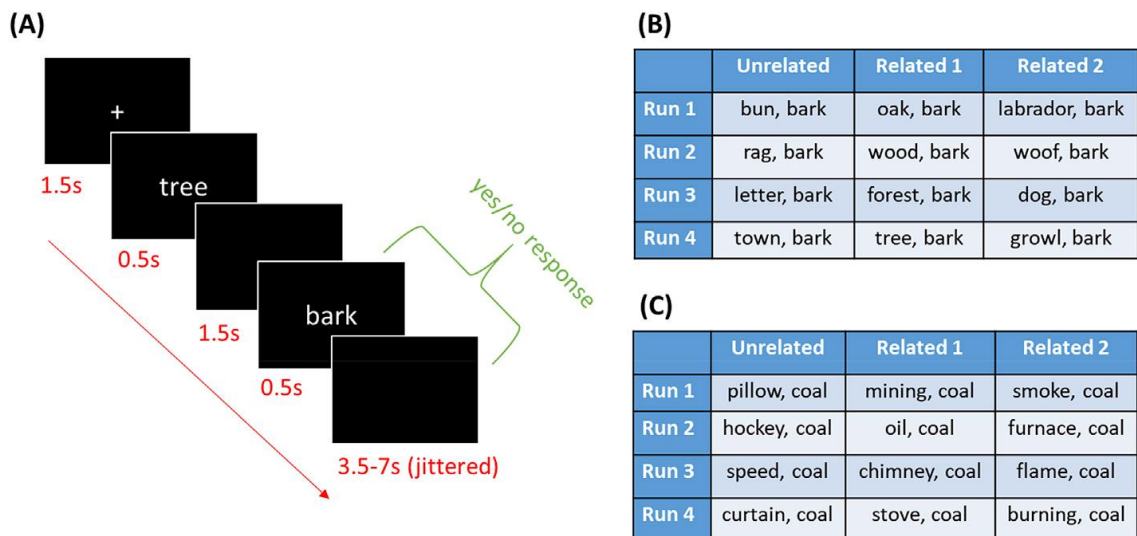 (A)
+
1.5s
tree
0.5s
1.5s
bark
0.5s
3.5-7s (jittered)
yes/no response
(B)
Unrelated Related 1 Related 2
Run 1 bun, bark oak, bark labrador, bark
Run 2 rag, bark wood, bark woof, bark
Run 3 letter, bark forest, bark dog, bark
Run 4 town, bark tree, bark growl, bark
(C)
Unrelated Related 1 Related 2
Run 1 pillow, coal mining, coal smoke, coal
Run 2 hockey, coal oil, coal furnace, coal
Run 3 speed, coal chimney, coal flame, coal
Run 4 curtain, coal stove, coal burning, coal